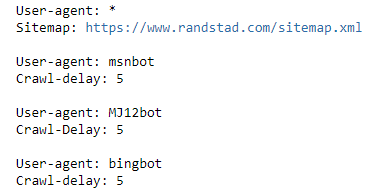 User-agent: *
Sitemap: https://www.randstad.com/sitemap.xml
User-agent: msnbot
Crawl-delay: 5
User-agent: MJ12bot
Crawl-Delay: 5
User-agent: bingbot
Crawl-delay: 5